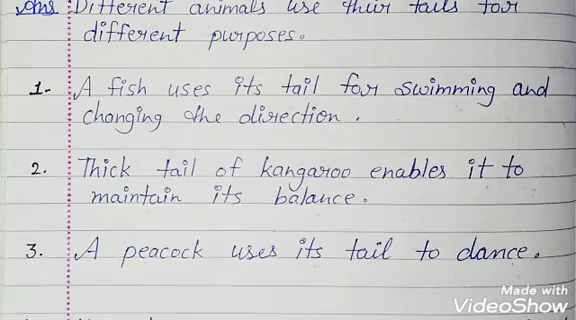 Ans Different animals use their tails for
different purposes.
1. A fish uses its tail for swimming and
changing the direction.
2. Thick tail of kangaroo enables it to
maintain its balance.
3. A peacock uses its tail to dance.
Made with
VideoShow